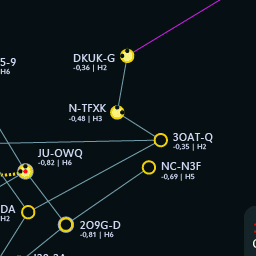 DKUK-G
-0,36 | H2
5-9
H6
N-TFXK
-0,48 | H3
3OAT-Q
-0,35 | H2
JU-OWQ
-0,82 | H6
NC-N3F
-0,69 | H5
DA
H2
2O9G-D
-0,81 | H6